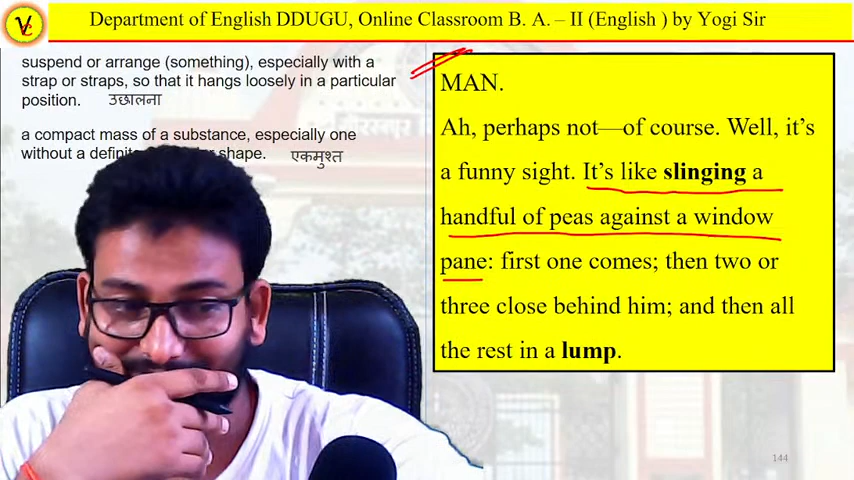 Department of English DDUGU, Online Classroom B. A. – II (English ) by Yogi Sir
suspend or arrange (something), especially with a
strap or straps, so that it hangs loosely in a particular
position. उछालना
a compact mass of a substance, especially one
without a definite shape. एकमुश्त
MAN.
Ah, perhaps not—of course. Well, it’s
a funny sight. It’s like slinging a
handful of peas against a window
pane: first one comes; then two or
three close behind him; and then all
the rest in a lump.
144